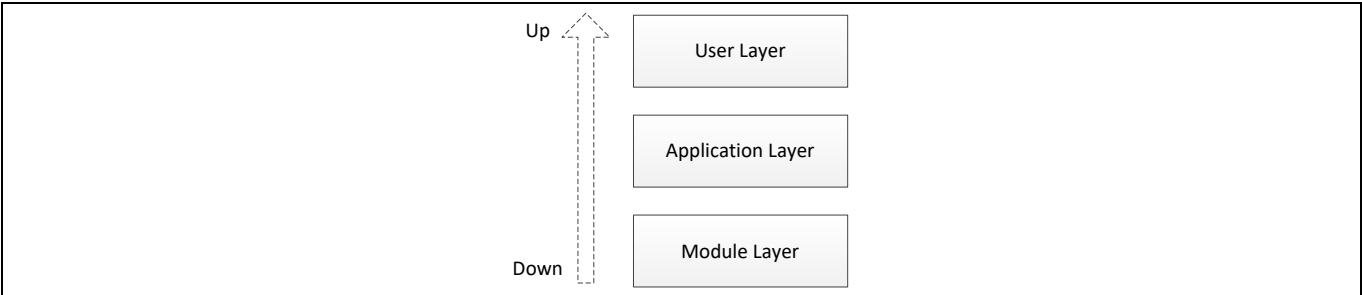 Up
User Layer
Application Layer
Module Layer
Down